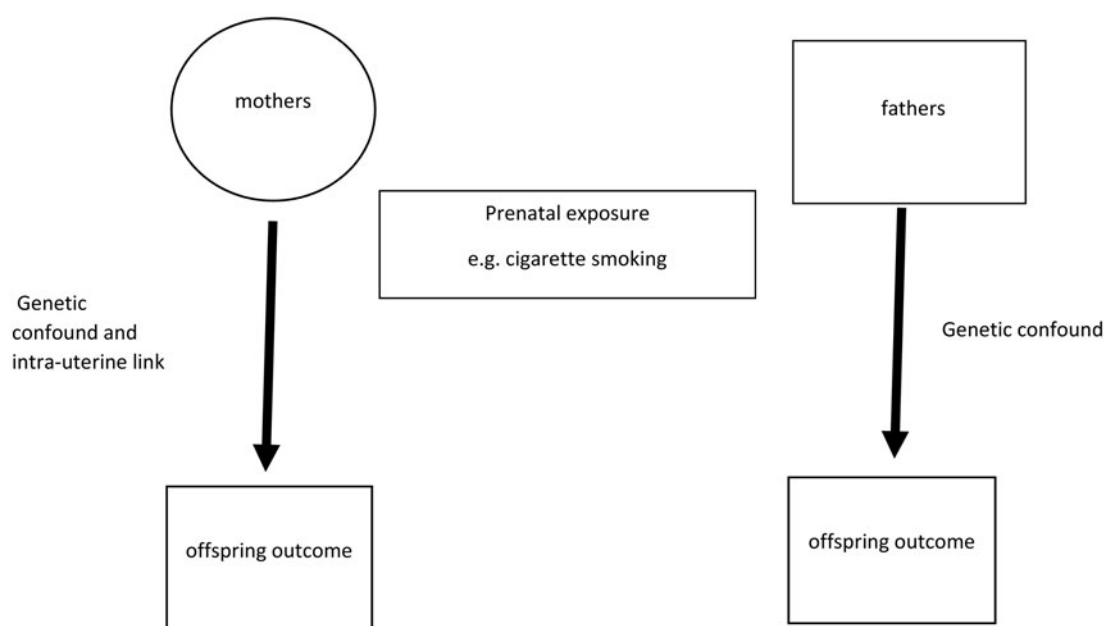 mothers
fathers
Prenatal exposure
e.g. cigarette smoking
Genetic
confound and
intra-uterine link
Genetic confound
offspring outcome
offspring outcome